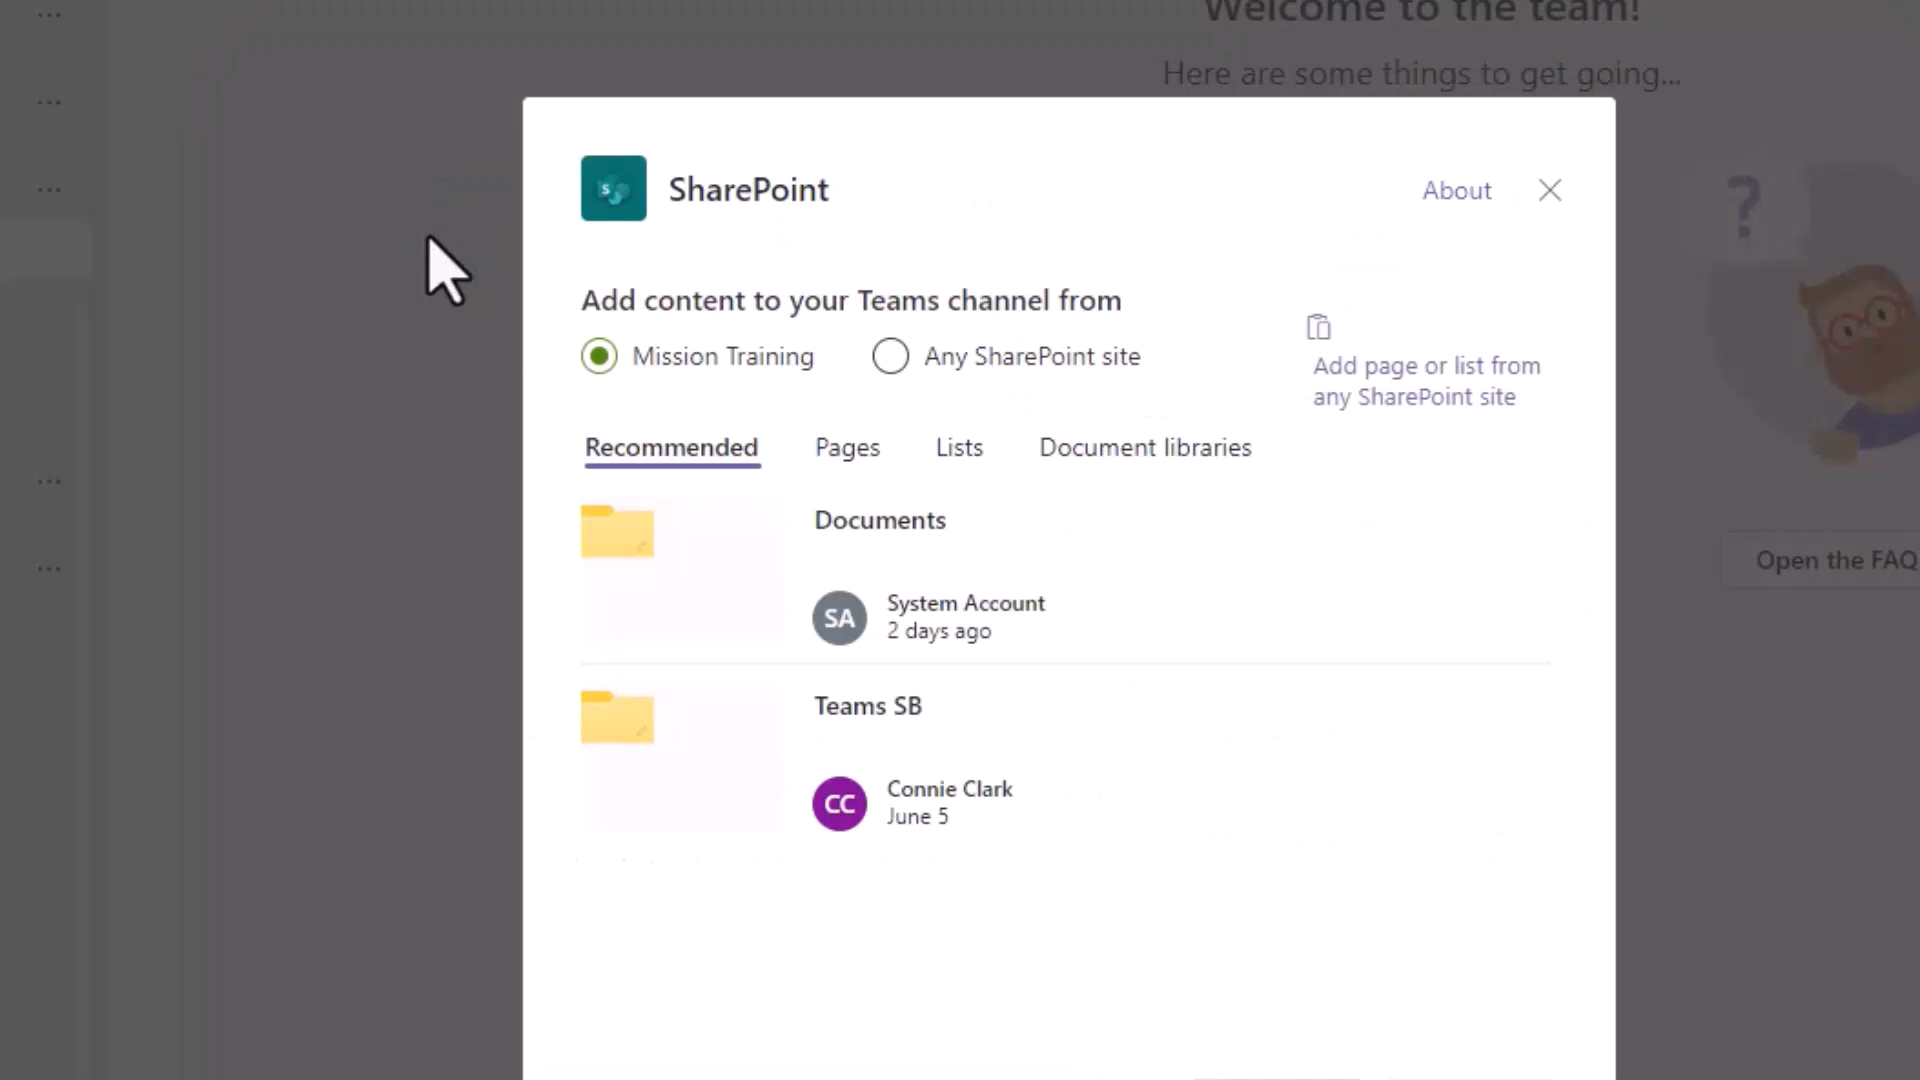 Welcome to the team!
Here are some things to get going...
SharePoint
About
Add content to your Teams channel from
Mission Training
Any SharePoint site
Add page or list from
any SharePoint site
Recommended
Pages
Lists
Document libraries
Documents
SA
System Account
2 days ago
Teams SB
CC
Connie Clark
June 5
?
Open the FAQ